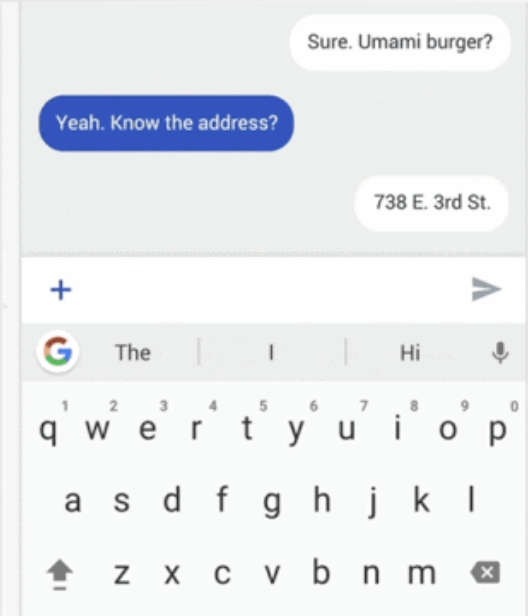 Sure. Umami burger?
Yeah. Know the address?
738 E. 3rd St.
+
G The I Hi
1 2 3 4 5 6 7 8 9 0
q w e r t y u i o p
a s d f g h j k l
z x c v b n m